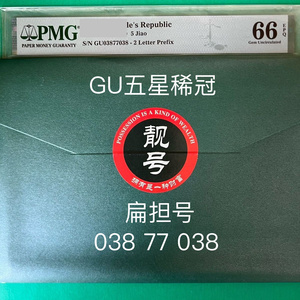 PMG
PAPER MONEY GUARANTY
le's Republic
5 Jiao
S/N GU03877038 - 2 Letter Prefix
66
EPQ
Gem Uncirculated
GU五星稀冠
POSSESSION IS A KIND OF WEALTH
靓号
拥有是一种财富
扁担号
038 77 038